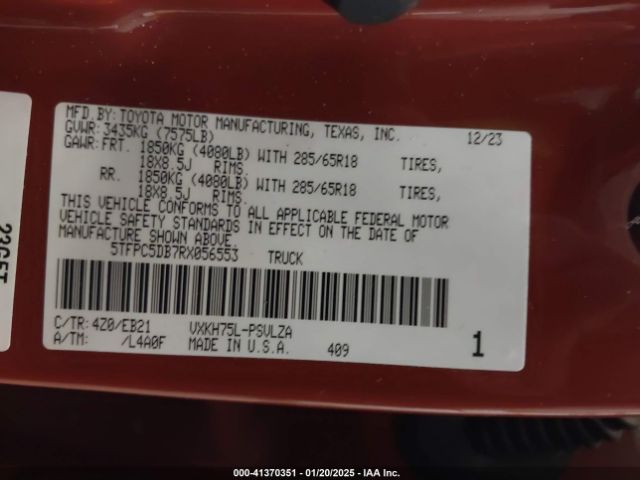 MFD.BY: TOYOTA MOTOR MANUFACTURING, TEXAS, INC. 12/23
GVWR: 3435KG (7575LB)
GAWR: FRT. 1850KG (4080LB) WITH 285/65R18 TIRES,
18X8.5J RIMS.
RR. 1850KG (4080LB) WITH 285/65R18 TIRES,
18X8.5J RIMS.
THIS VEHICLE CONFORMS TO ALL APPLICABLE FEDERAL MOTOR
VEHICLE SAFETY STANDARDS IN EFFECT ON THE DATE OF
MANUFACTURE SHOWN ABOVE.
5TFPC5DB7RX056553 TRUCK
C/TR: 4Z0/EB21 VXKH75L-PSVLZA
A/TM: /L4A0F MADE IN U.S.A. 409 1
000-41370351 | 01/20/2025 | IAA INC.